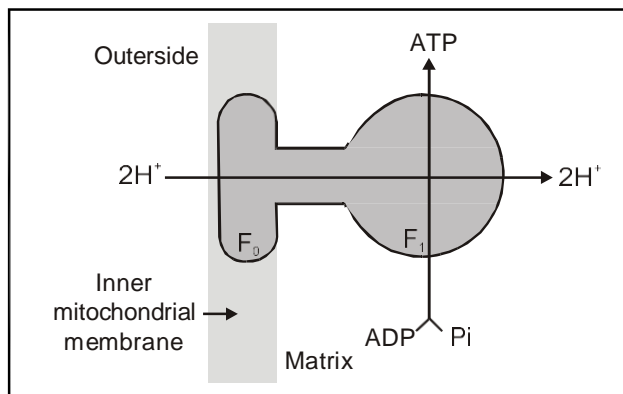 ATP
Outerside
2H⁺
2H⁺
F₀
F₁
Inner
mitochondrial
membrane
ADP
Pi
Matrix